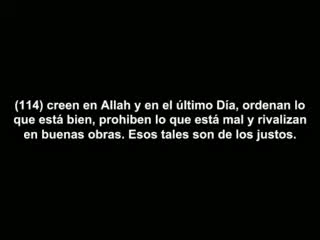 (114) creen en Allah y en el último Día, ordenan lo
que está bien, prohiben lo que está mal y rivalizan
en buenas obras. Esos tales son de los justos.